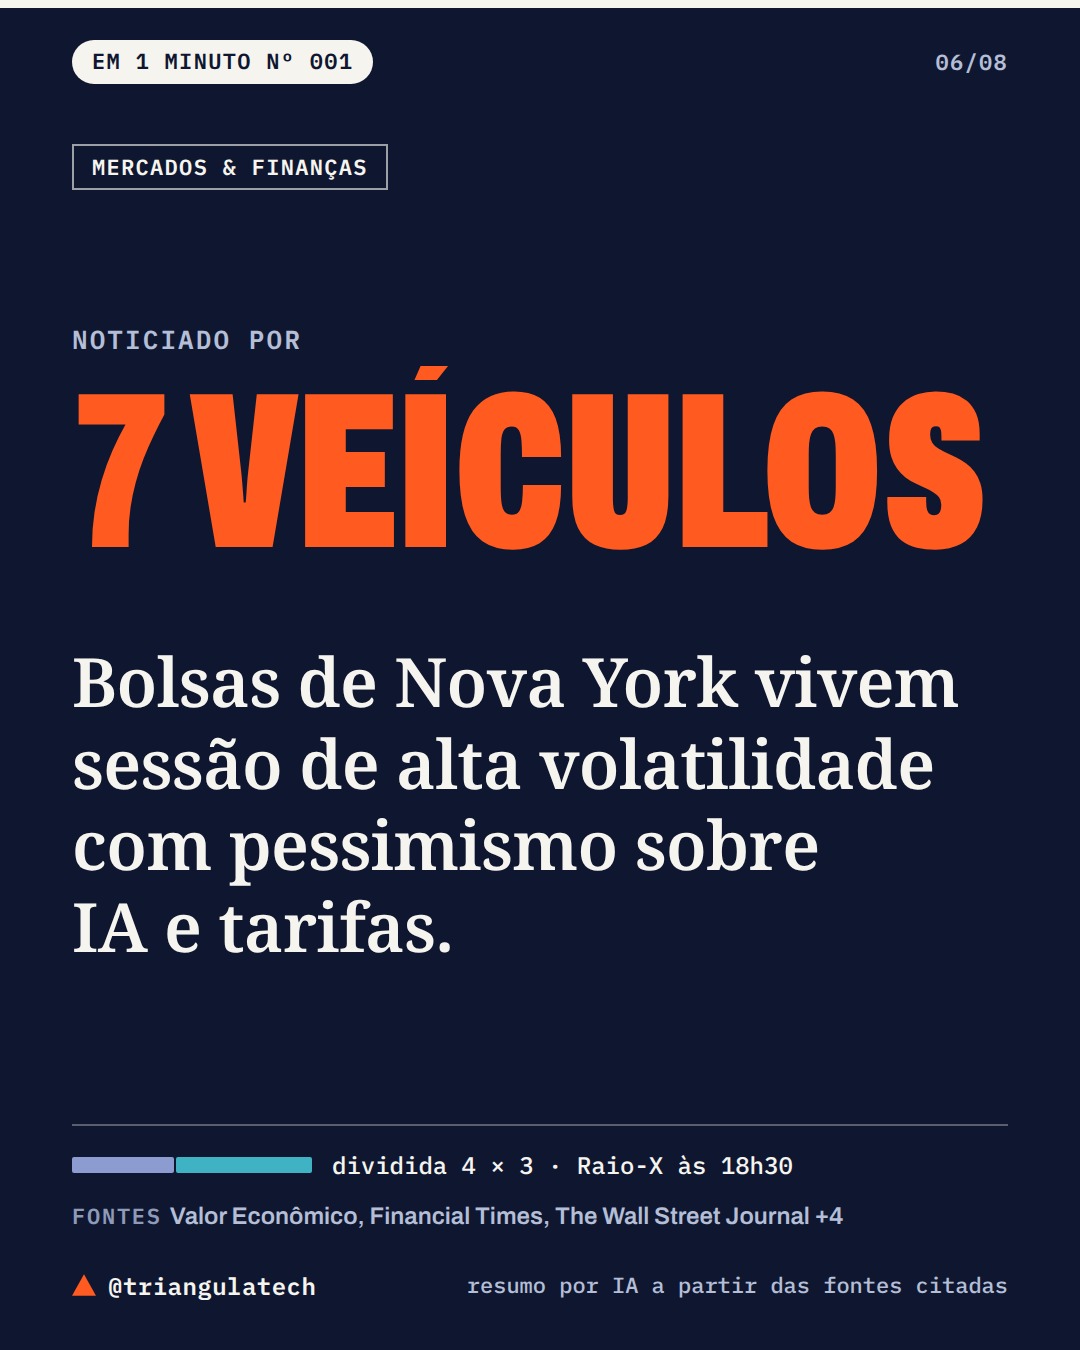 EM 1 MINUTO Nº 001
06/08
MERCADOS & FINANÇAS
NOTICIADO POR
7 VEÍCULOS
Bolsas de Nova York vivem
sessão de alta volatilidade
com pessimismo sobre
IA e tarifas.
dividida 4 × 3 · Raio-X às 18h30
FONTES Valor Econômico, Financial Times, The Wall Street Journal +4
@triangulatech
resumo por IA a partir das fontes citadas